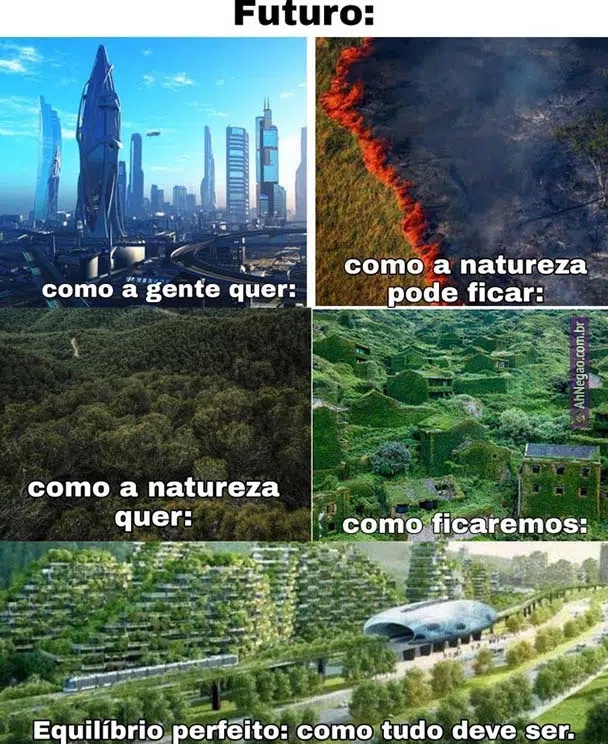 Futuro:
como a gente quer:
como a natureza
pode ficar:
como a natureza
quer:
AhNegao.com.br
como ficaremos:
Equilíbrio perfeito: como tudo deve ser.